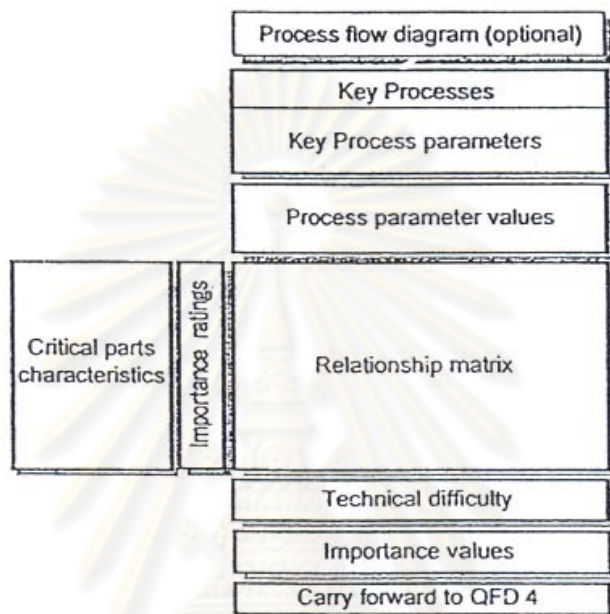 Process flow diagram (optional)
Key Processes
Key Process parameters
Process parameter values
Critical parts
characteristics
Importance ratings
Relationship matrix
Technical difficulty
Importance values
Carry forward to QFD 4